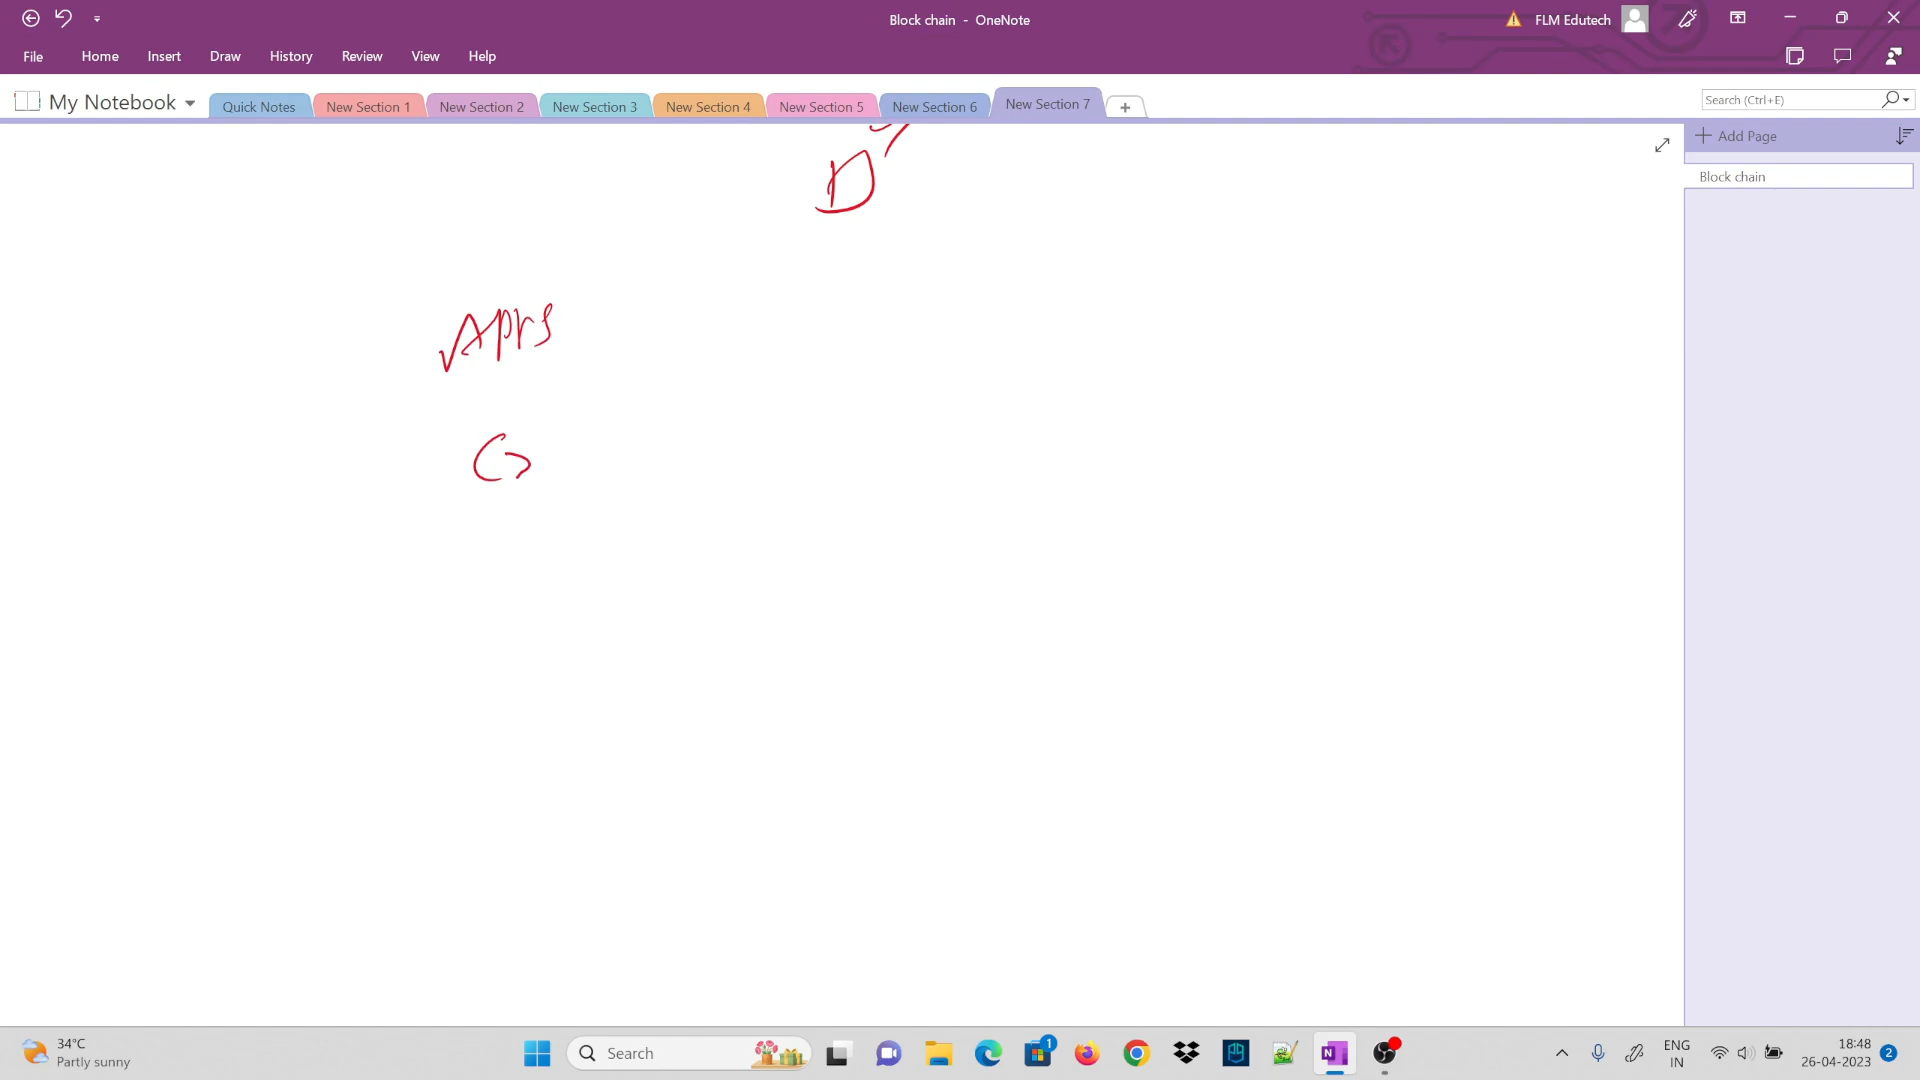 Block chain - OneNote
FLM Edutech
File Home Insert Draw History Review View Help
My Notebook Quick Notes New Section 1 New Section 2 New Section 3 New Section 4 New Section 5 New Section 6 New Section 7 +
Search (Ctrl+E)
Add Page
Block chain
D
34°C
Partly sunny
Search
1
N
ENG
IN
18:48
26-04-2023
2